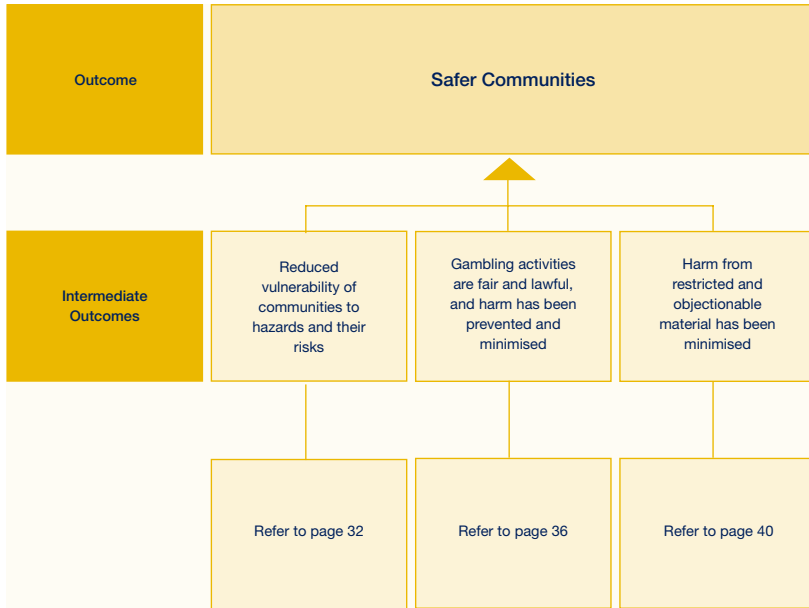 Outcome
Safer Communities
Intermediate
Outcomes
Reduced
vulnerability of
communities to
hazards and their
risks
Gambling activities
are fair and lawful,
and harm has been
prevented and
minimised
Harm from
restricted and
objectionable
material has been
minimised
Refer to page 32
Refer to page 36
Refer to page 40